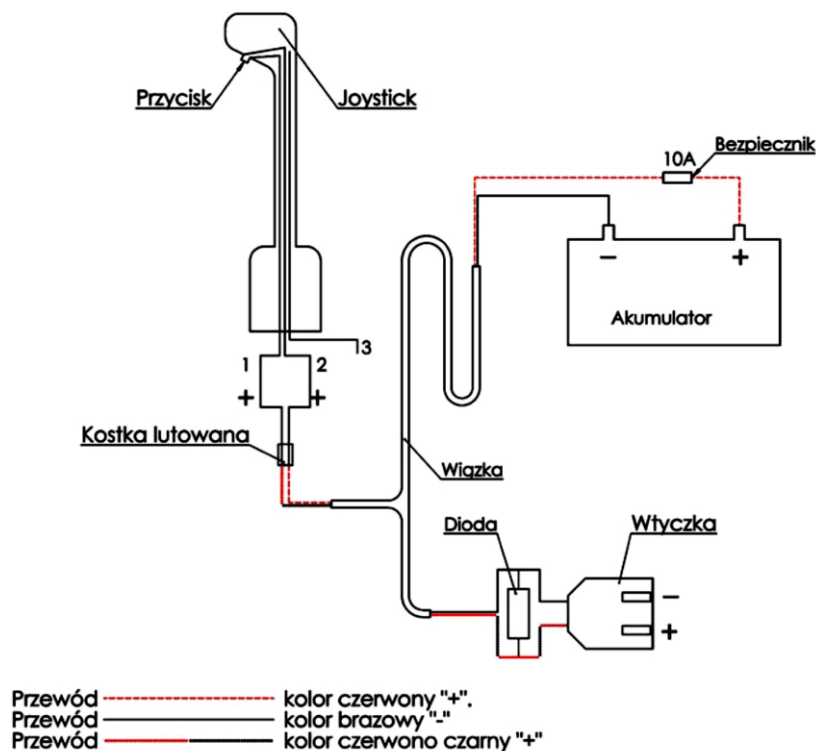 Przycisk
Joystick
10A
Bezpiecznik
- +
Akumulator
3
1 2
+ +
Kostka lutowana
Wiązka
Dioda
Wtyczka
-
+
Przewód kolor czerwony "+".
Przewód kolor brazowy "-"
Przewód kolor czerwono czarny "+"